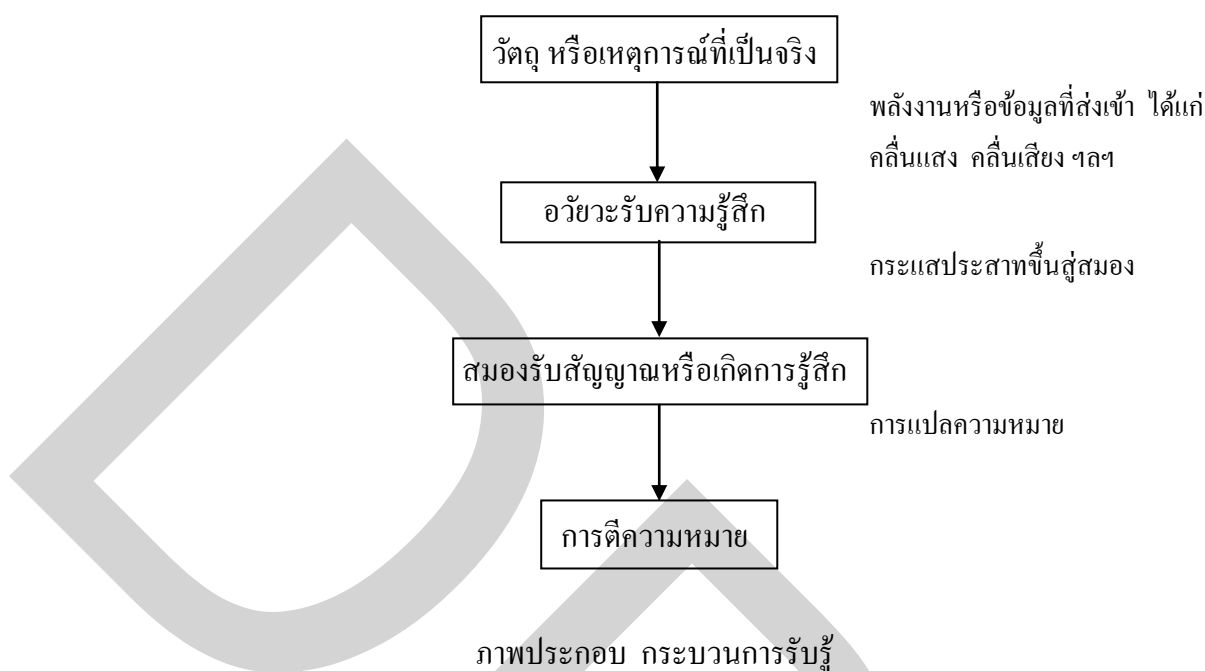 วัตถุ หรือเหตุการณ์ที่เป็นจริง
พลังงานหรือข้อมูลที่ส่งเข้า ได้แก่
คลื่นแสง คลื่นเสียง ฯลฯ
อวัยวะรับความรู้สึก
กระแสประสาทขึ้นสู่สมอง
สมองรับสัญญาณหรือเกิดการรู้สึก
การแปลความหมาย
การตีความหมาย
ภาพประกอบ กระบวนการรับรู้